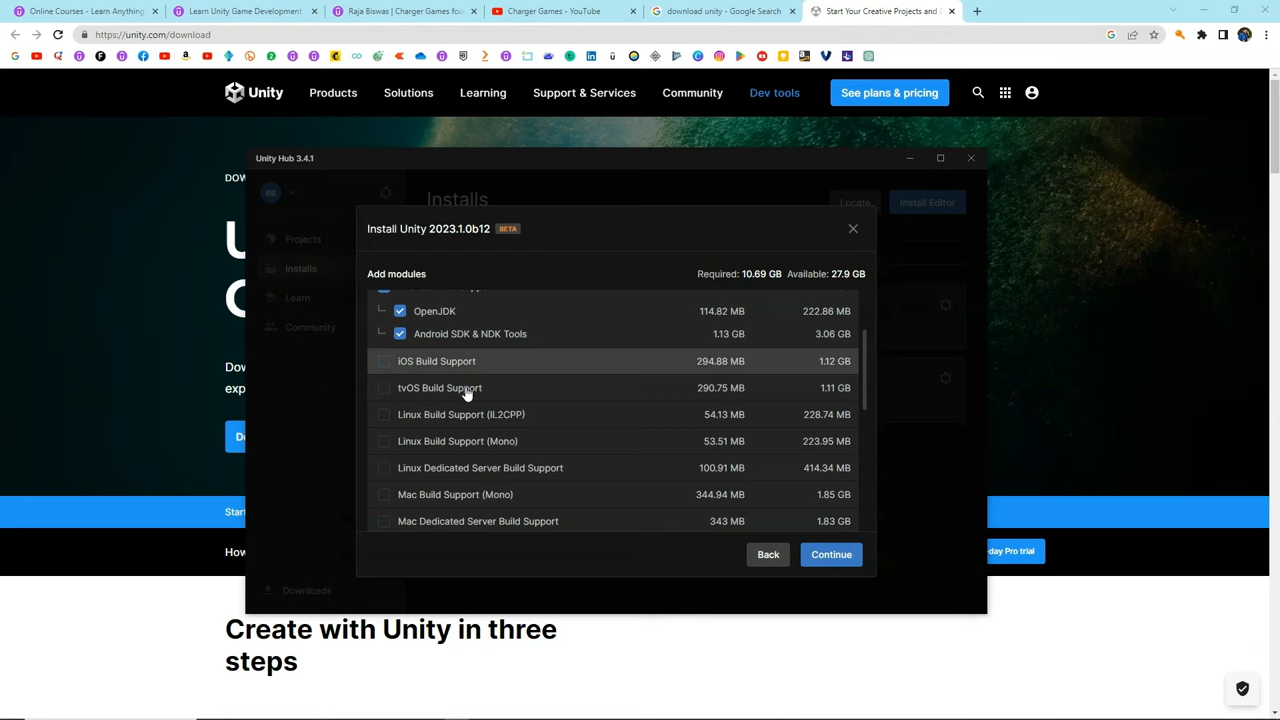 Online Courses - Learn Anything
Learn Unity Game Development
Raja Biswas | Charger Games fou
Charger Games - YouTube
download unity - Google Search
Start Your Creative Projects and D
https://unity.com/download
Unity
Products
Solutions
Learning
Support & Services
Community
Dev tools
See plans & pricing
Unity Hub 3.4.1
Installs
Locate
Install Editor
Projects
Installs
Learn
Community
Downloads
Install Unity 2023.1.0b12 BETA
Add modules
Required: 10.69 GB Available: 27.9 GB
OpenJDK 114.82 MB 222.86 MB
Android SDK & NDK Tools 1.13 GB 3.06 GB
iOS Build Support 294.88 MB 1.12 GB
tvOS Build Support 290.75 MB 1.11 GB
Linux Build Support (IL2CPP) 54.13 MB 228.74 MB
Linux Build Support (Mono) 53.51 MB 223.95 MB
Linux Dedicated Server Build Support 100.91 MB 414.34 MB
Mac Build Support (Mono) 344.94 MB 1.85 GB
Mac Dedicated Server Build Support 343 MB 1.83 GB
Back
Continue
DOW
U
C
Dow
expe
D
Start
How
-day Pro trial
Create with Unity in three
steps